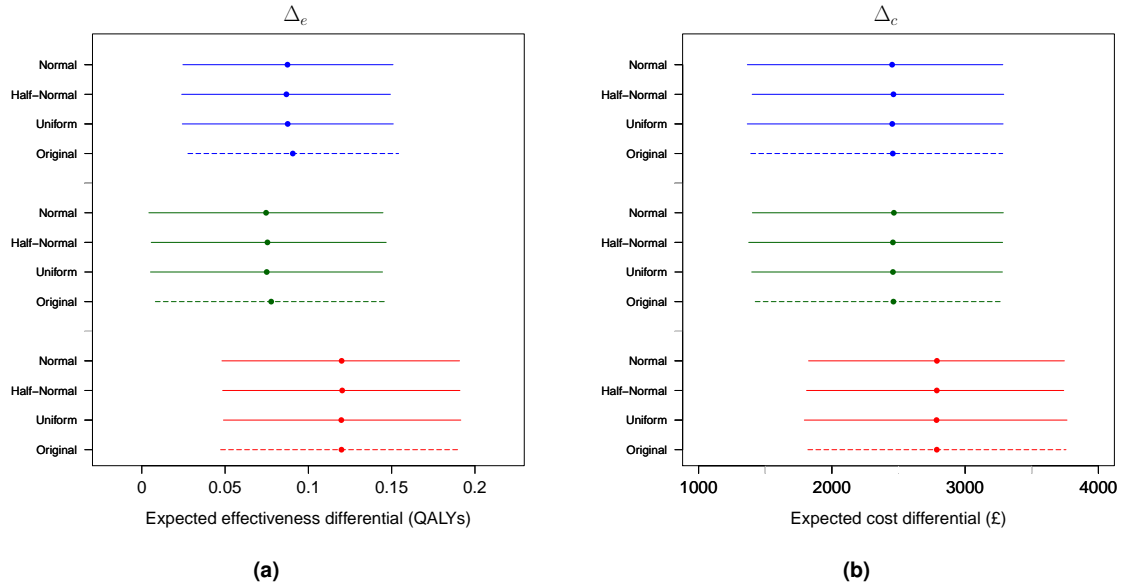 Δe
Normal
Half−Normal
Uniform
Original
Normal
Half−Normal
Uniform
Original
Normal
Half−Normal
Uniform
Original
0 0.05 0.1 0.15 0.2
Expected effectiveness differential (QALYs)
(a)
Δc
Normal
Half−Normal
Uniform
Original
Normal
Half−Normal
Uniform
Original
Normal
Half−Normal
Uniform
Original
1000 2000 3000 4000
Expected cost differential (£)
(b)